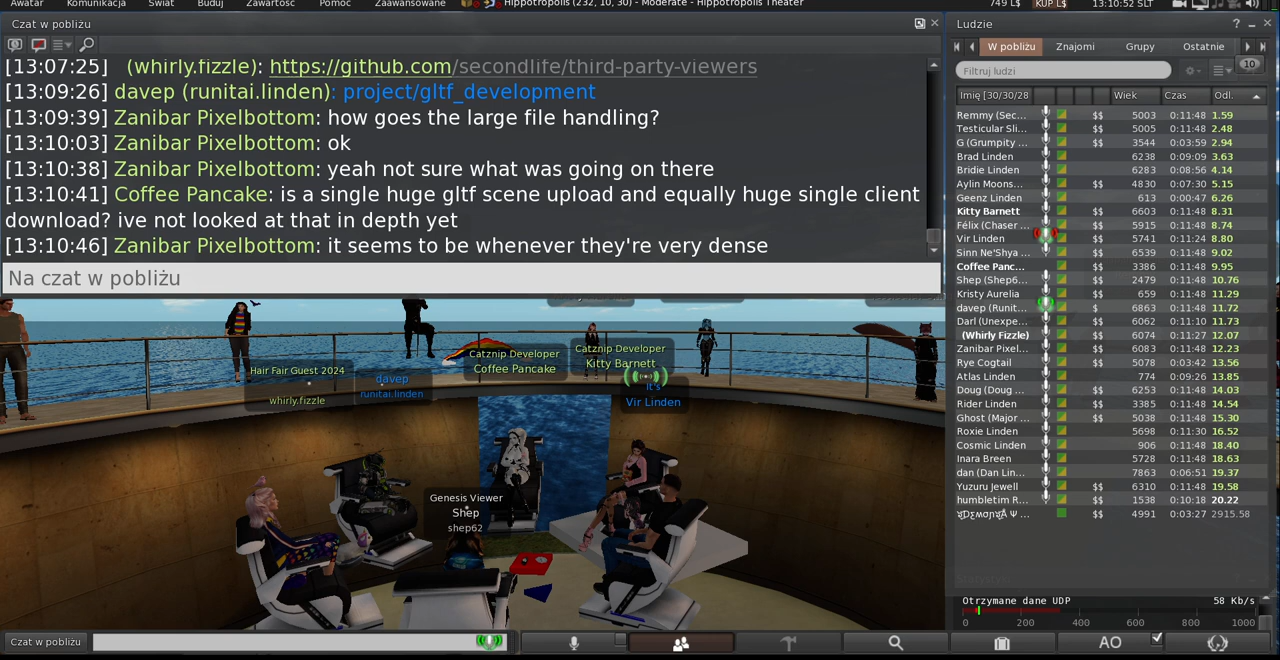 Awatar Komunikacja Świat Buduj Zawartość Pomoc Zaawansowane Hippotropolis (232, 10, 30) - Moderate - Hippotropolis Theater 749 L$ KUP L$ 13:10:52 SLT
Czat w pobliżu
[13:07:25] (whirly.fizzle): https://github.com/secondlife/third-party-viewers
[13:09:26] davep (runitai.linden): project/gltf_development
[13:09:39] Zanibar Pixelbottom: how goes the large file handling?
[13:10:03] Zanibar Pixelbottom: ok
[13:10:38] Zanibar Pixelbottom: yeah not sure what was going on there
[13:10:41] Coffee Pancake: is a single huge gltf scene upload and equally huge single client
download? ive not looked at that in depth yet
[13:10:46] Zanibar Pixelbottom: it seems to be whenever they're very dense
Na czat w pobliżu
Catznip Developer
Kitty Barnett
Catznip Developer
Coffee Pancake
Hair Fair Guest 2024
whirly.fizzle
davep
runitai.linden
It's
Vir Linden
Genesis Viewer
Shep
shep62
Czat w pobliżu
Ludzie
W pobliżu Znajomi Grupy Ostatnie
Filtruj ludzi
10
Imię [30/30/28 Wiek Czas Odl.
Remmy (Sec... $$ 5003 0:11:48 1.59
Testicular Sli... $$ 5005 0:11:48 2.48
G (Grumpity ... $$ 3544 0:11:48 2.94
Brad Linden 6238 0:09:09 3.63
Bridie Linden 6283 0:08:56 4.14
Aylin Moons... $$ 4830 0:07:30 5.15
Geenz Linden 613 0:00:47 6.26
Kitty Barnett $$ 6603 0:11:48 8.31
Félix (Chaser ... $$ 5915 0:11:48 8.74
Vir Linden $$ 5741 0:11:24 8.80
Sinn Ne'Shya $$ 6539 0:11:48 9.02
Coffee Panc... $$ 3386 0:11:48 9.95
Shep (Shep6... $$ 2479 0:11:48 10.76
Kristy Aurelia $$ 659 0:11:48 11.29
davep (Runit... $ 6863 0:11:48 11.72
Darl (Unexpe... $$ 6062 0:11:10 11.73
(Whirly Fizzle) $$ 6074 0:11:27 12.07
Zanibar Pixel... $$ 6083 0:11:48 12.23
Rye Cogtail $$ 5078 0:03:42 13.56
Atlas Linden 774 0:09:26 13.85
Doug (Doug ... $$ 6253 0:11:48 14.03
Rider Linden $$ 3385 0:11:48 14.54
Ghost (Major ... $$ 5038 0:11:48 15.30
Roxie Linden 5698 0:11:30 16.52
Cosmic Linden 906 0:11:48 18.40
Inara Breen 5728 0:11:48 18.63
dan (Dan Lin... 7863 0:06:51 19.37
Yuzuru Jewell $$ 6310 0:11:48 19.58
humbletim R... $$ 1538 0:10:18 20.22
$$ 4991 0:03:27 2915.58
Otrzymane dane UDP 58 Kb/s
0 200 400 600 800 1000
AO